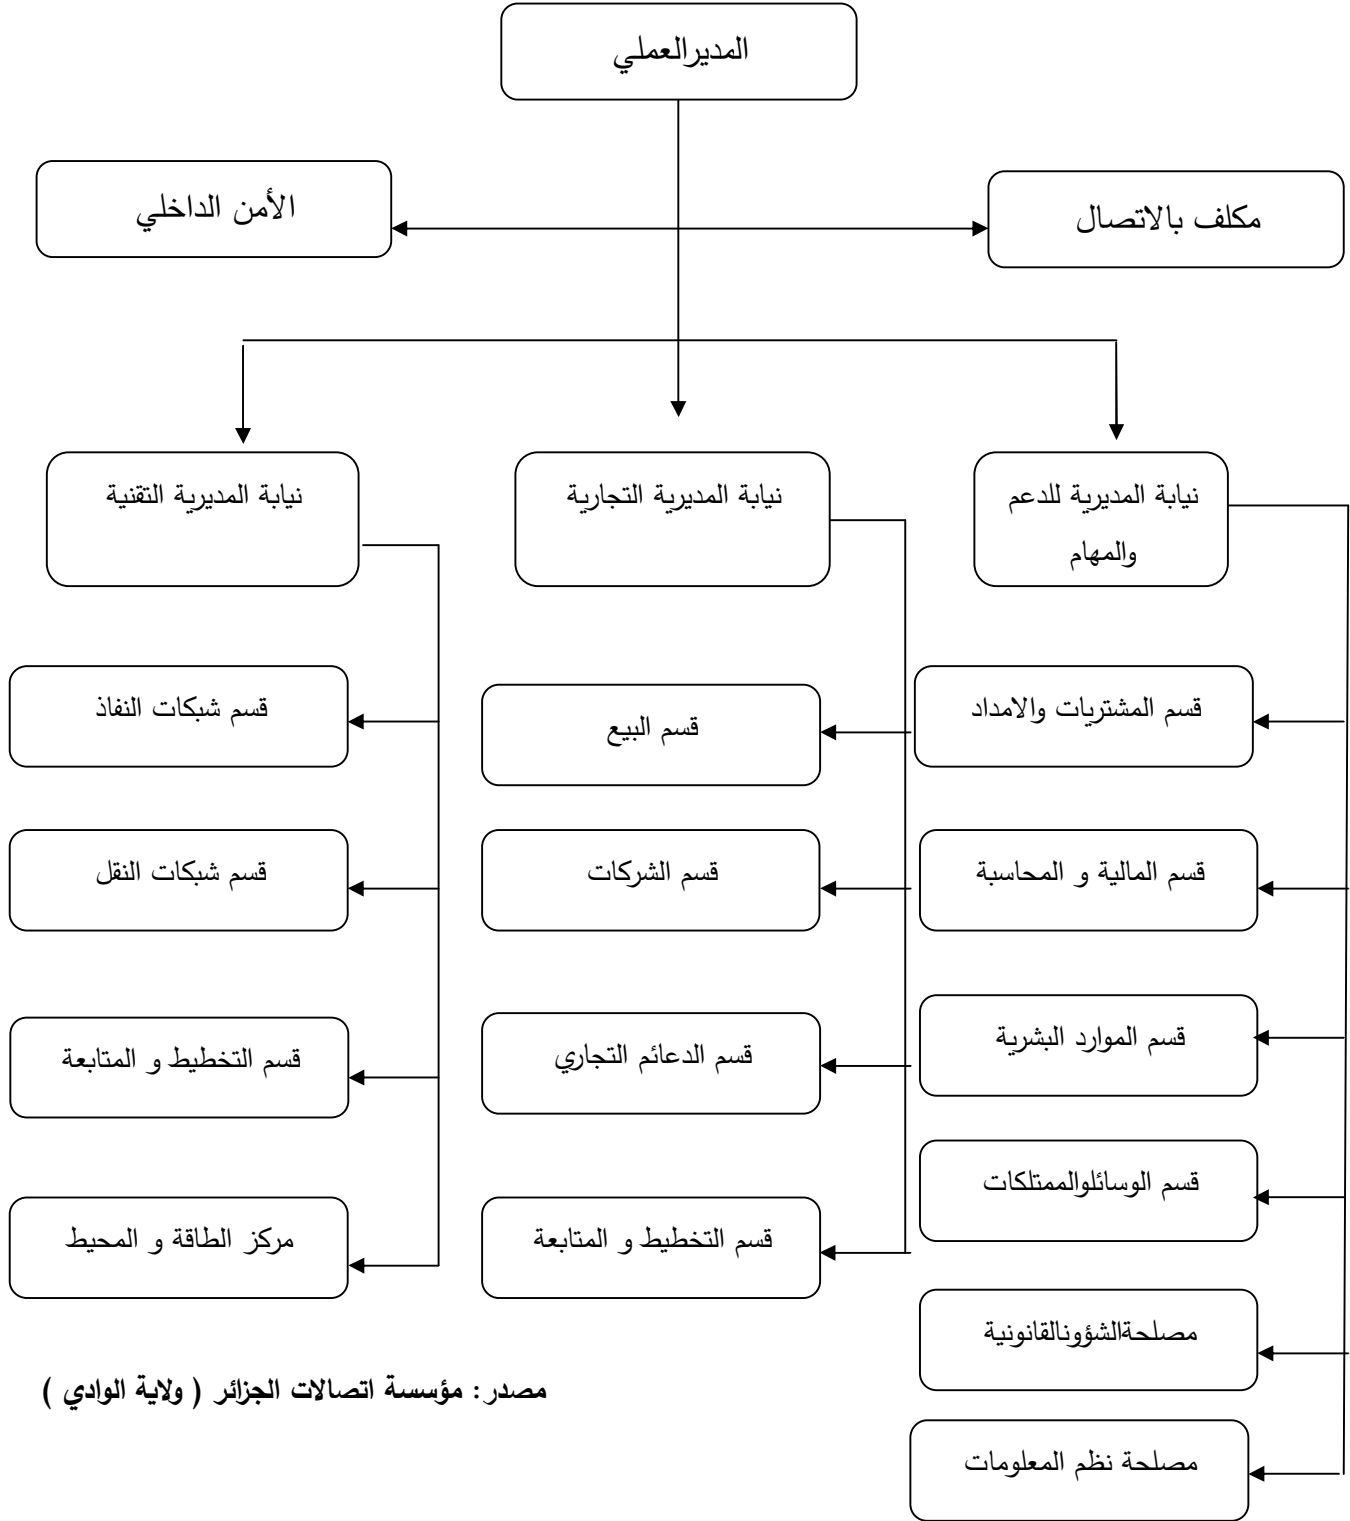 المديرالعملي
مكلف بالاتصال
الأمن الداخلي
نيابة المديرية للدعم
والمهام
نيابة المديرية التجارية
نيابة المديرية التقنية
قسم المشتريات والامداد
قسم البيع
قسم شبكات النفاذ
قسم المالية و المحاسبة
قسم الشركات
قسم شبكات النقل
قسم الموارد البشرية
قسم الدعائم التجاري
قسم التخطيط و المتابعة
قسم الوسائلوالممتلكات
قسم التخطيط و المتابعة
مركز الطاقة و المحيط
مصلحةالشؤونالقانونية
مصلحة نظم المعلومات
مصدر: مؤسسة اتصالات الجزائر ( ولاية الوادي )